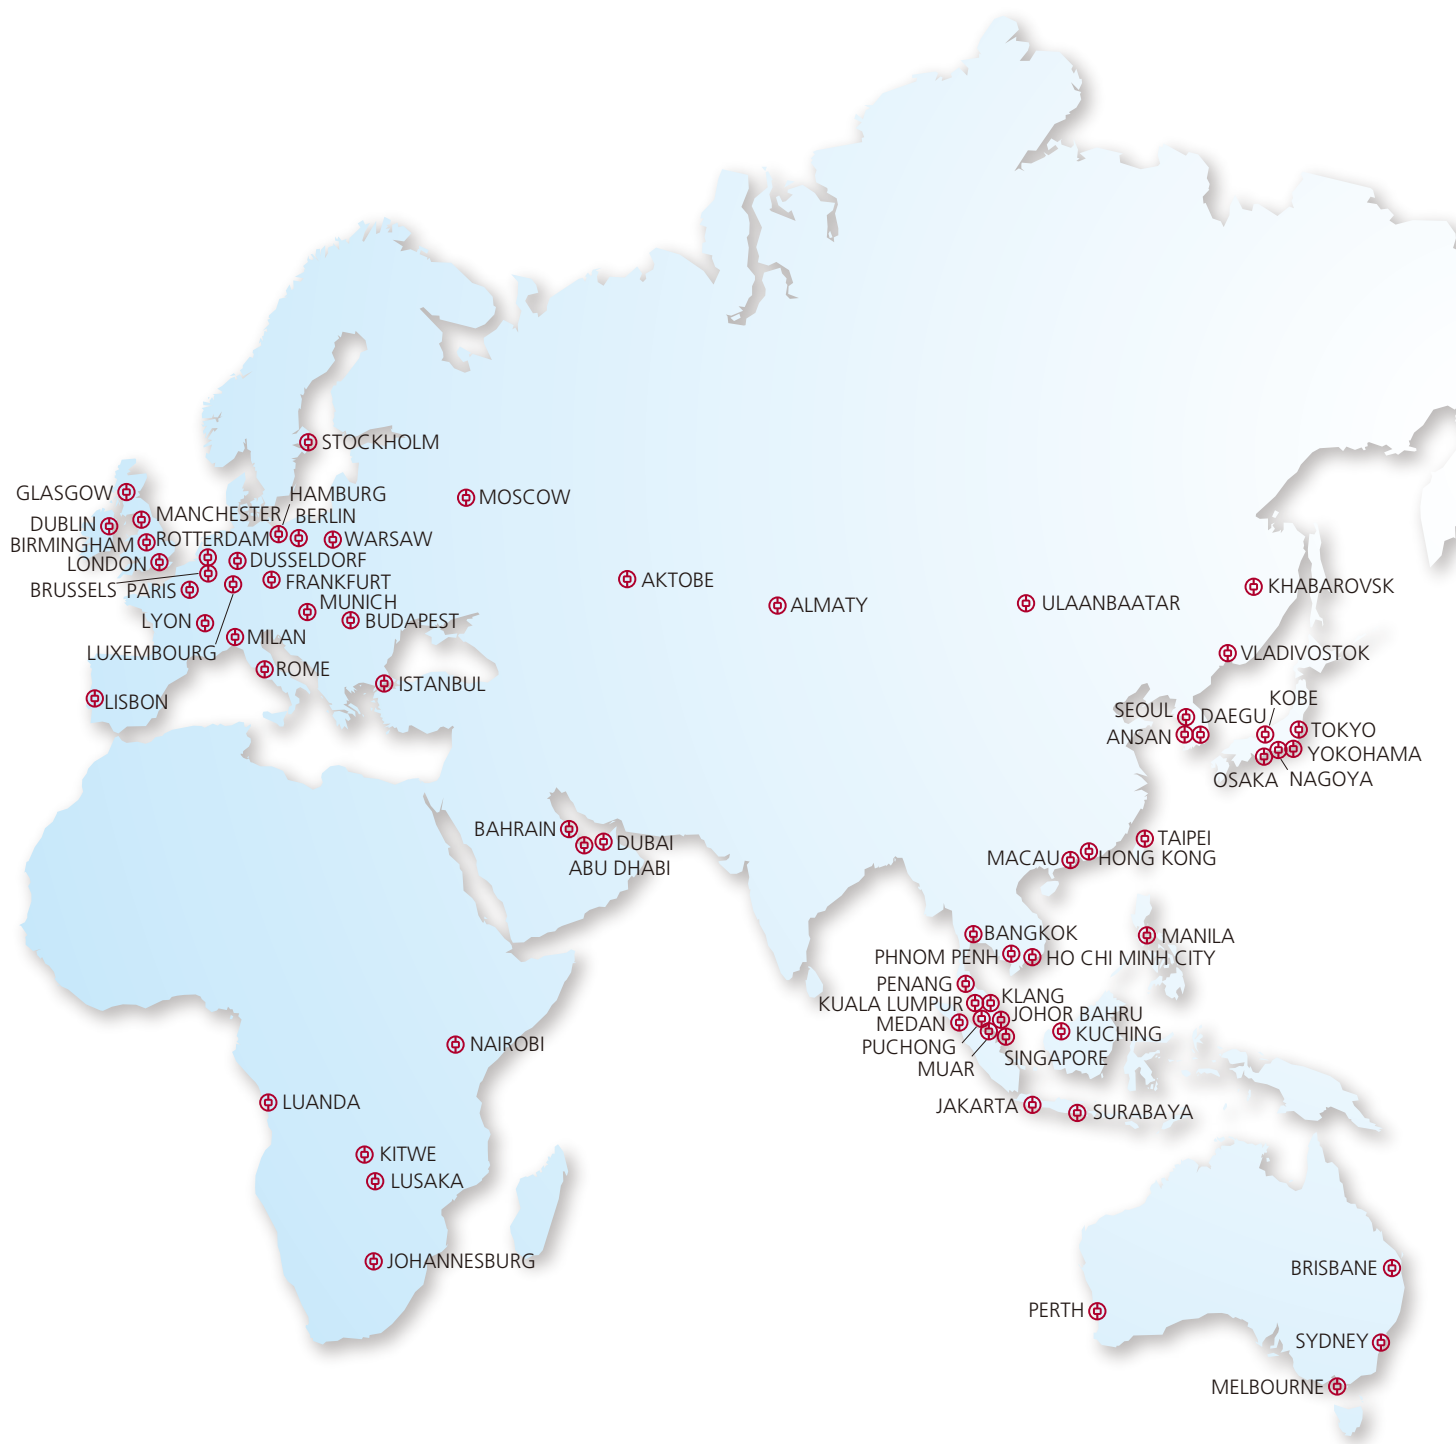 STOCKHOLM
GLASGOW
HAMBURG
MOSCOW
MANCHESTER
BERLIN
DUBLIN
BIRMINGHAM
ROTTERDAM
WARSAW
LONDON
DUSSELDORF
BRUSSELS
PARIS
FRANKFURT
AKTOBE
KHABAROVSK
MUNICH
ALMATY
ULAANBAATAR
LYON
BUDAPEST
MILAN
LUXEMBOURG
VLADIVOSTOK
ROME
ISTANBUL
LISBON
KOBE
SEOUL
DAEGU
TOKYO
ANSAN
YOKOHAMA
OSAKA
NAGOYA
BAHRAIN
DUBAI
TAIPEI
MACAU
HONG KONG
ABU DHABI
BANGKOK
MANILA
PHNOM PENH
HO CHI MINH CITY
PENANG
KUALA LUMPUR
KLANG
JOHOR BAHRU
MEDAN
KUCHING
NAIROBI
PUCHONG
SINGAPORE
MUAR
LUANDA
JAKARTA
SURABAYA
KITWE
LUSAKA
JOHANNESBURG
BRISBANE
PERTH
SYDNEY
MELBOURNE